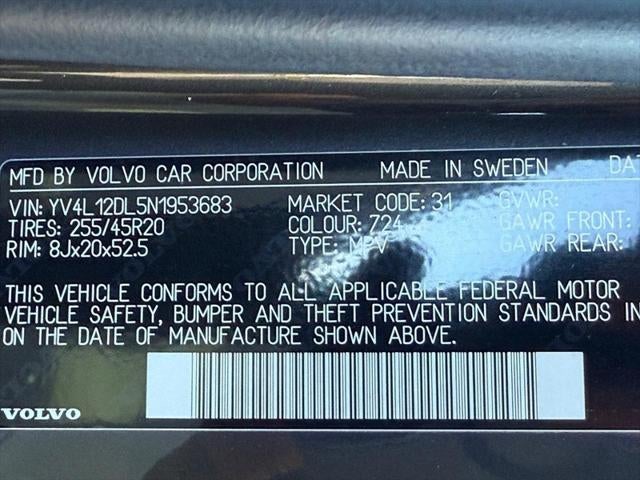 MFD BY VOLVO CAR CORPORATION MADE IN SWEDEN
VIN: YV4L12DL5N1953683 MARKET CODE: 31 GVWR:
TIRES: 255/45R20 COLOUR: 724 GAWR FRONT:
RIM: 8Jx20x52.5 TYPE: MPV GAWR REAR:
THIS VEHICLE CONFORMS TO ALL APPLICABLE FEDERAL MOTOR
VEHICLE SAFETY, BUMPER AND THEFT PREVENTION STANDARDS IN
ON THE DATE OF MANUFACTURE SHOWN ABOVE.
VOLVO